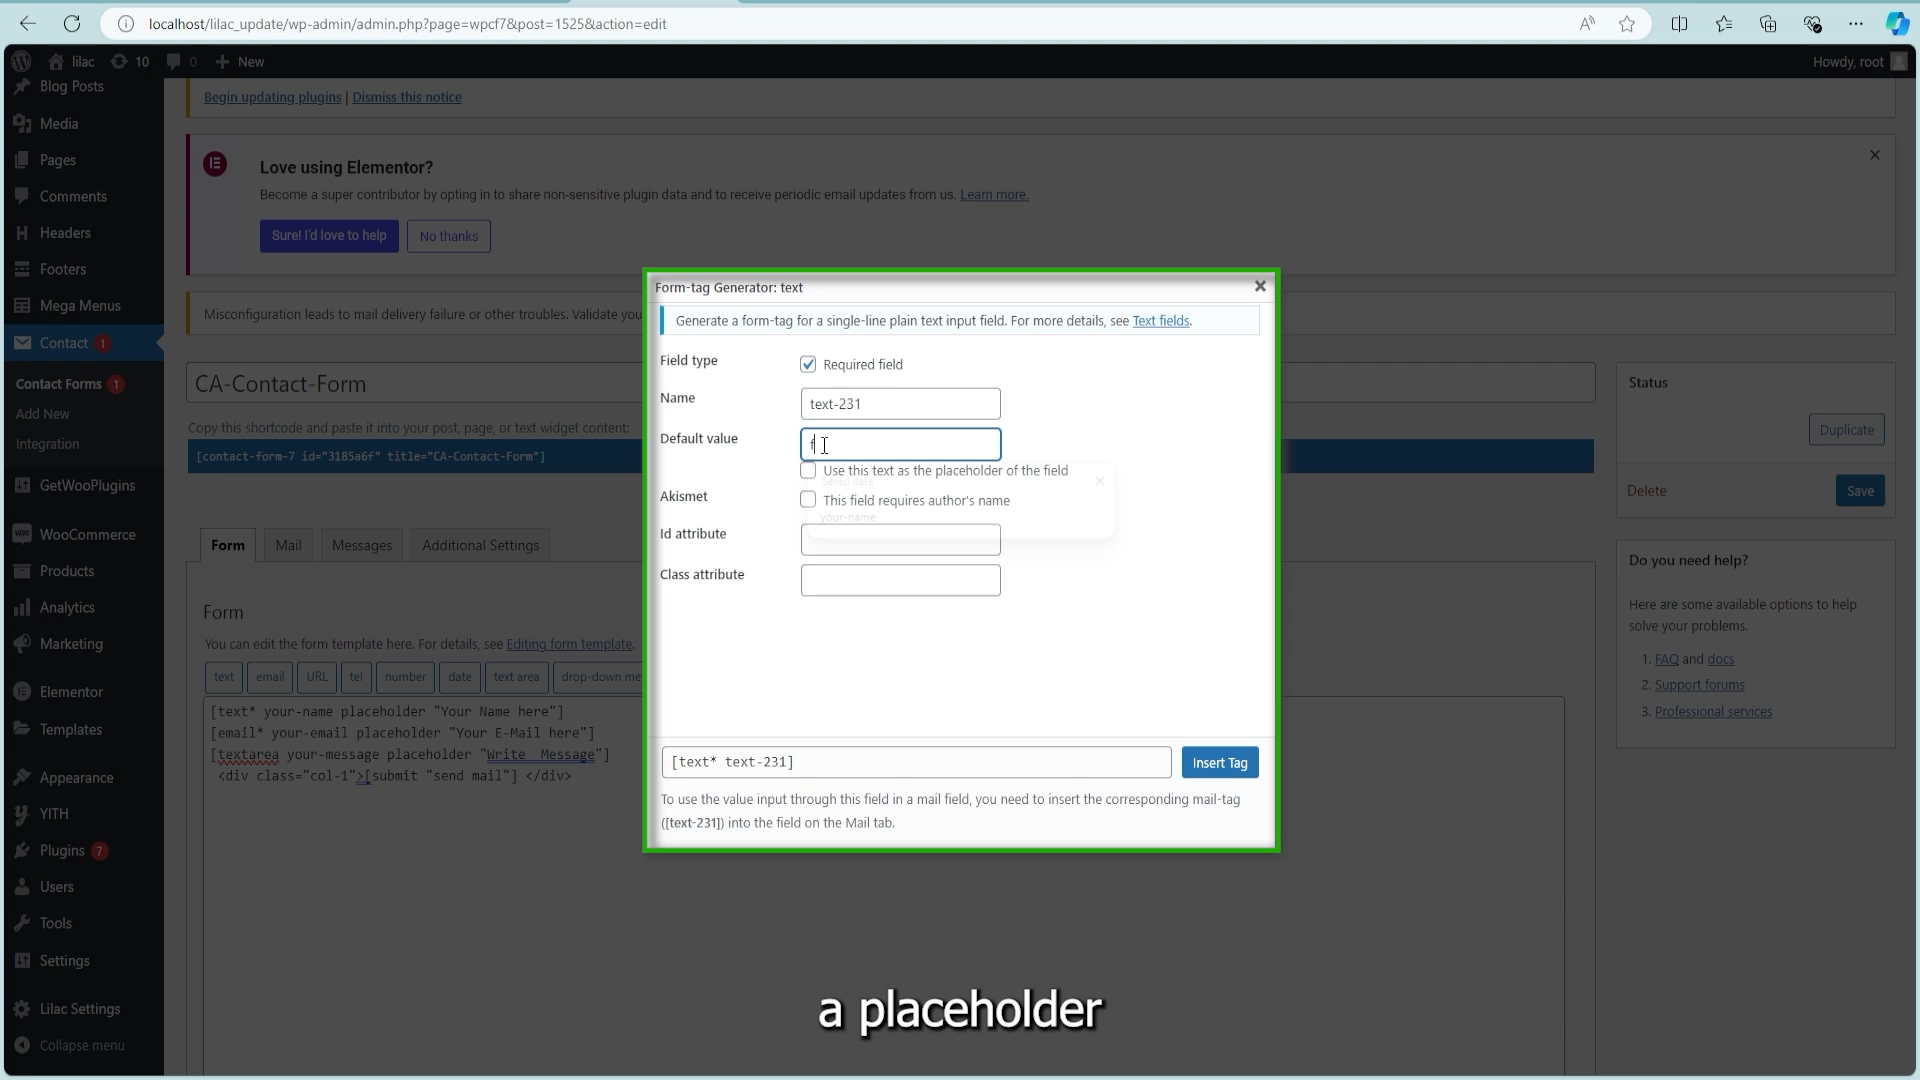 localhost/lilac_update/wp-admin/admin.php?page=wpcf7&post=1525&action=edit
lilac 10 0 New Howdy, root
Blog Posts
Media
Pages
Comments
Headers
Footers
Mega Menus
Contact 1
Contact Forms 1
Add New
Integration
GetWooPlugins
WooCommerce
Products
Analytics
Marketing
Elementor
Templates
Appearance
YITH
Plugins 7
Users
Tools
Settings
Lilac Settings
Collapse menu
Begin updating plugins | Dismiss this notice
Love using Elementor?
Become a super contributor by opting in to share non-sensitive plugin data and to receive periodic email updates from us. Learn more.
Sure! I'd love to help No thanks
Misconfiguration leads to mail delivery failure or other troubles. Validate you
CA-Contact-Form
Copy this shortcode and paste it into your post, page, or text widget content:
[contact-form-7 id="3185a6f" title="CA-Contact-Form"]
Form Mail Messages Additional Settings
Form
You can edit the form template here. For details, see Editing form template.
text email URL tel number date text area drop-down me
[text* your-name placeholder "Your Name here"]
[email* your-email placeholder "Your E-Mail here"]
[textarea your-message placeholder "Write Message"]
<div class="col-1">[submit "send mail"] </div>
Form-tag Generator: text
Generate a form-tag for a single-line plain text input field. For more details, see Text fields.
Field type Required field
Name text-231
Default value f
Use this text as the placeholder of the field
Saved data
Akismet This field requires author's name
your-name
Id attribute
Class attribute
[text* text-231] Insert Tag
To use the value input through this field in a mail field, you need to insert the corresponding mail-tag
([text-231]) into the field on the Mail tab.
Status
Duplicate
Delete Save
Do you need help?
Here are some available options to help
solve your problems.
1. FAQ and docs
2. Support forums
3. Professional services
a placeholder